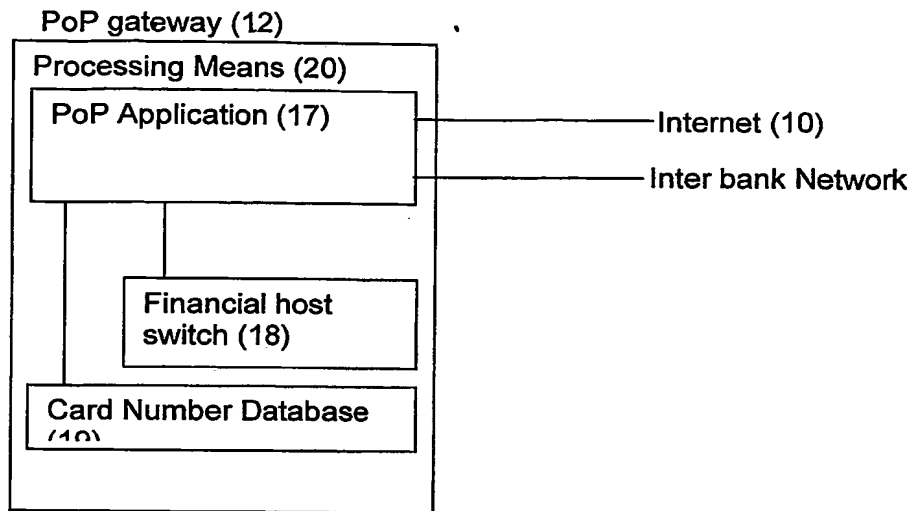 PoP gateway (12)
Processing Means (20)
PoP Application (17)
Internet (10)
Inter bank Network
Financial host
switch (18)
Card Number Database